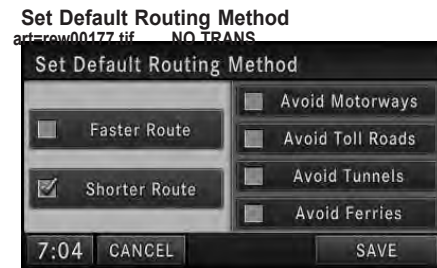 Set Default Routing Method
art=rew00177.tif NO TRANS
Set Default Routing Method
Faster Route
Shorter Route
Avoid Motorways
Avoid Toll Roads
Avoid Tunnels
Avoid Ferries
7:04 CANCEL SAVE